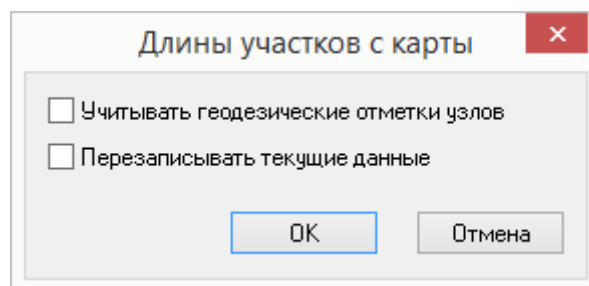 Длины участков с карты
Учитывать геодезические отметки узлов
Перезаписывать текущие данные
OK
Отмена